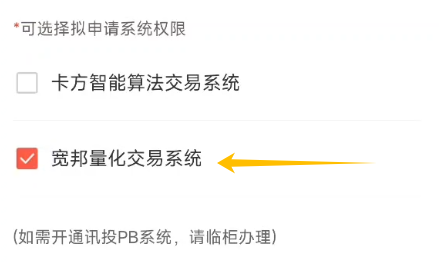 *可选择拟申请系统权限
卡方智能算法交易系统
宽邦量化交易系统
(如需开通讯投PB系统，请临柜办理)